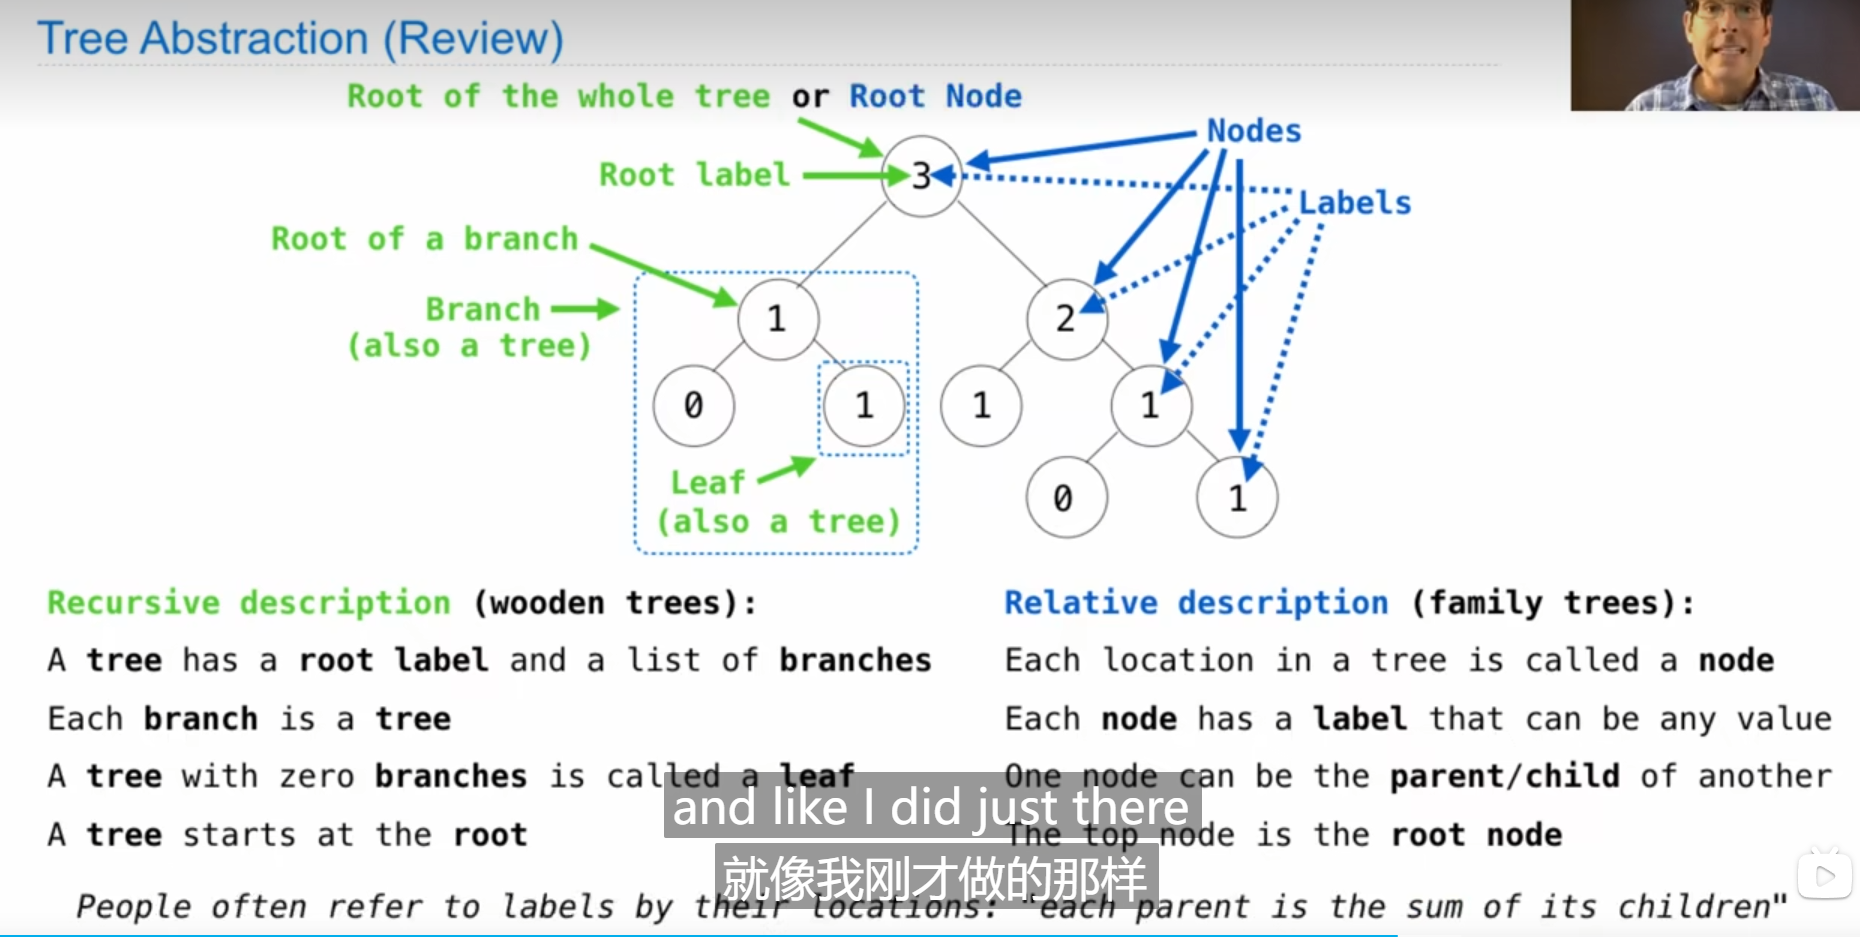 Tree Abstraction (Review)
Root of the whole tree or Root Node
Nodes
3
Root label
Labels
Root of a branch
Branch
(also a tree)
1
2
0
1
1
1
Leaf
(also a tree)
0
1
Recursive description (wooden trees):
A tree has a root label and a list of branches
Each branch is a tree
A tree with zero branches is called a leaf
A tree starts at the root
Relative description (family trees):
Each location in a tree is called a node
Each node has a label that can be any value
One node can be the parent/child of another
The top node is the root node
and like I did just there
就像我刚才做的那样
People often refer to labels by their locations: "each parent is the sum of its children"